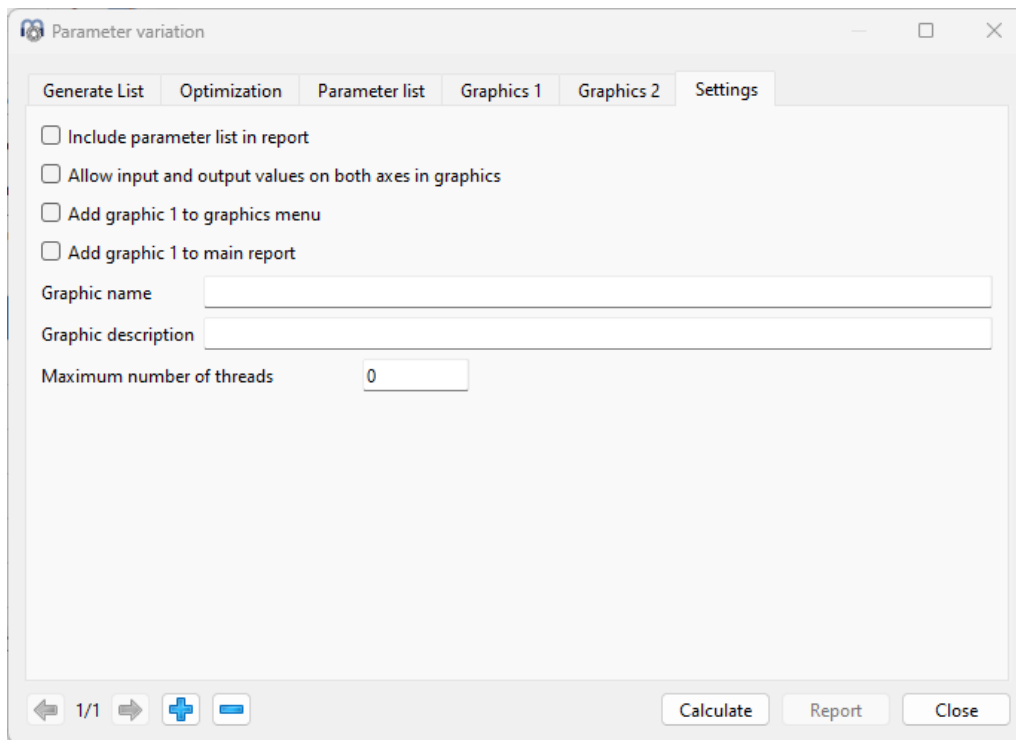 Parameter variation
Generate List Optimization Parameter list Graphics 1 Graphics 2 Settings
Include parameter list in report
Allow input and output values on both axes in graphics
Add graphic 1 to graphics menu
Add graphic 1 to main report
Graphic name
Graphic description
Maximum number of threads 0
1/1 Calculate Report Close